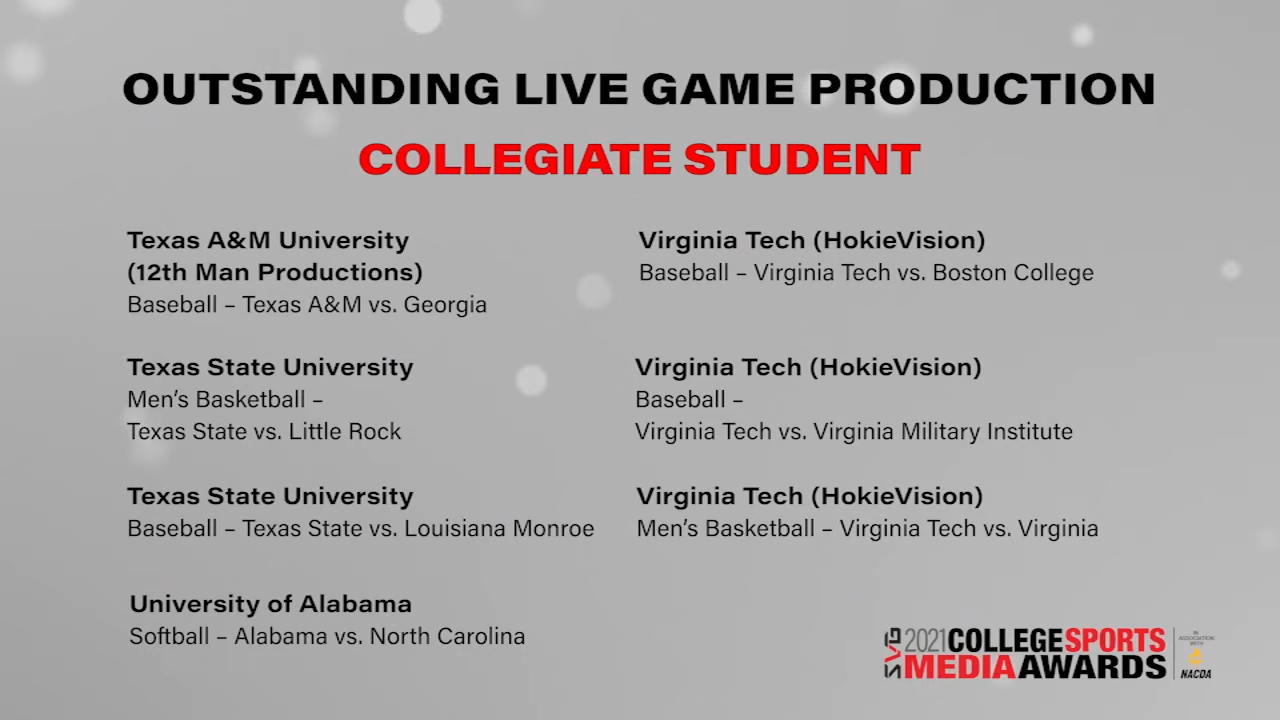 OUTSTANDING LIVE GAME PRODUCTION
COLLEGIATE STUDENT
Texas A&M University
(12th Man Productions)
Baseball – Texas A&M vs. Georgia
Texas State University
Men’s Basketball –
Texas State vs. Little Rock
Texas State University
Baseball – Texas State vs. Louisiana Monroe
University of Alabama
Softball – Alabama vs. North Carolina
Virginia Tech (HokieVision)
Baseball – Virginia Tech vs. Boston College
Virginia Tech (HokieVision)
Baseball –
Virginia Tech vs. Virginia Military Institute
Virginia Tech (HokieVision)
Men’s Basketball – Virginia Tech vs. Virginia
SVG
2021 COLLEGE SPORTS
MEDIA AWARDS
IN
ASSOCIATION
WITH
NACDA